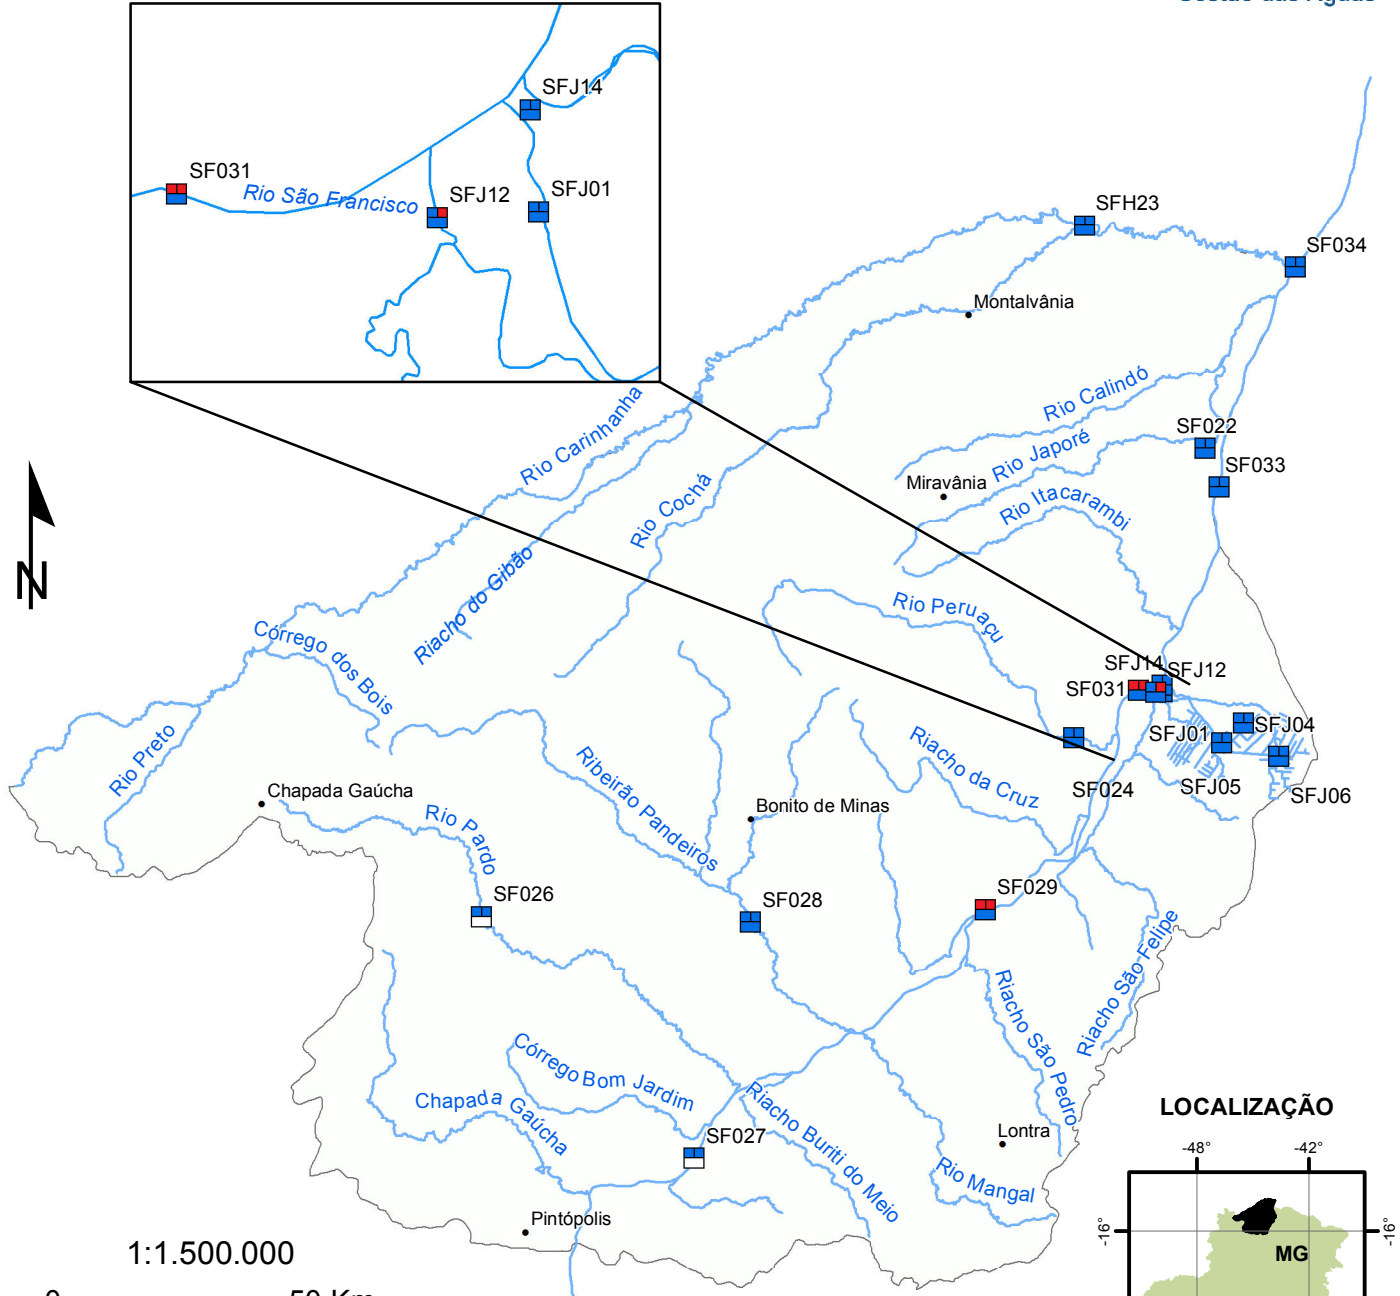 SFJ14
SF031
Rio São Francisco
SFJ12
SFJ01
SFH23
SF034
Montalvânia
Rio Calindó
Rio Carinhanha
SF022
Rio Japoré
SF033
Miravânia
Rio Cochá
Rio Itacarambi
Riacho do Gibão
N
Rio Peruaçu
Córrego dos Bois
SFJ14
SFJ12
SF031
SFJ01
SFJ04
Rio Preto
Riacho da Cruz
SF024
SFJ05
SFJ06
Chapada Gaúcha
Ribeirão Pandeiros
Bonito de Minas
Rio Pardo
SF026
SF028
SF029
Riacho São Felipe
Riacho São Pedro
Córrego Bom Jardim
Chapada Gaúcha
Riacho Buriti do Meio
LOCALIZAÇÃO
SF027
Lontra
-48°
-42°
Rio Mangal
Pintópolis
-16°
-16°
MG
1:1.500.000
0
50 Km